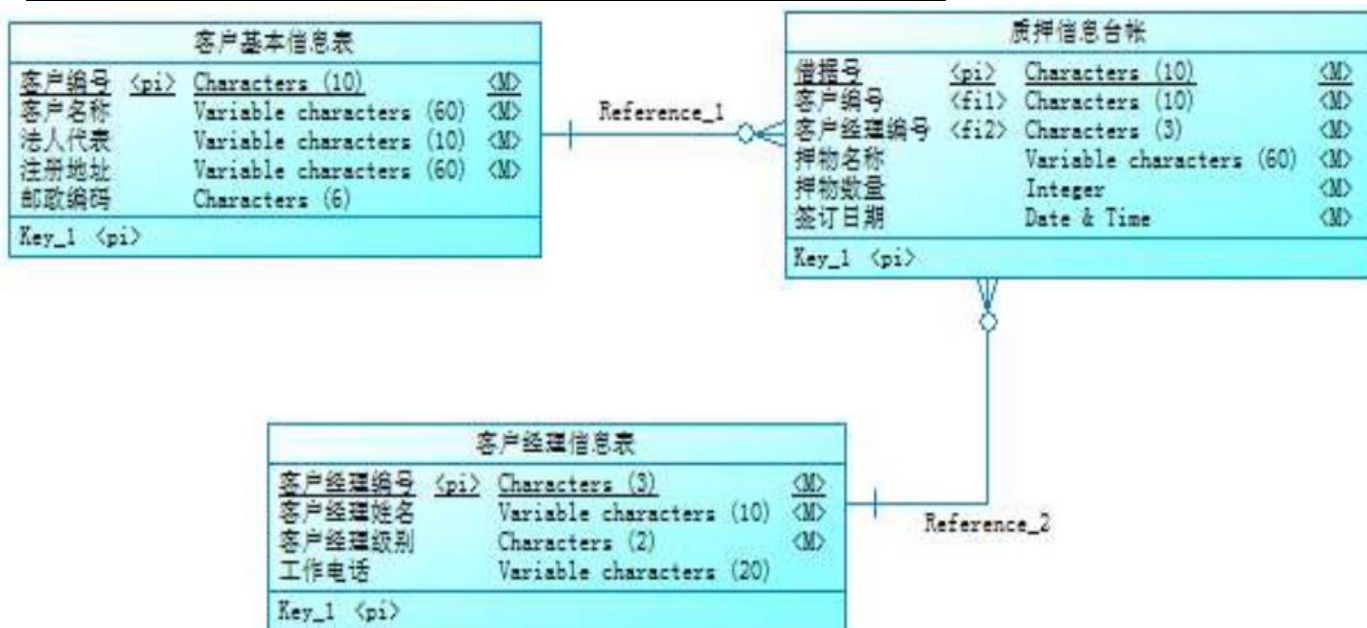 客户基本信息表
客户编号 <pi> Characters (10) <M>
客户名称 Variable characters (60) <M>
法人代表 Variable characters (10) <M>
注册地址 Variable characters (60) <M>
邮政编码 Characters (6)
Key_1 <pi>
Reference_1
质押信息台帐
借据号 <pi> Characters (10) <M>
客户编号 <fi1> Characters (10) <M>
客户经理编号 <fi2> Characters (3) <M>
押物名称 Variable characters (60) <M>
押物数量 Integer <M>
签订日期 Date & Time <M>
Key_1 <pi>
客户经理信息表
客户经理编号 <pi> Characters (3) <M>
客户经理姓名 Variable characters (10) <M>
客户经理级别 Characters (2) <M>
工作电话 Variable characters (20)
Key_1 <pi>
Reference_2